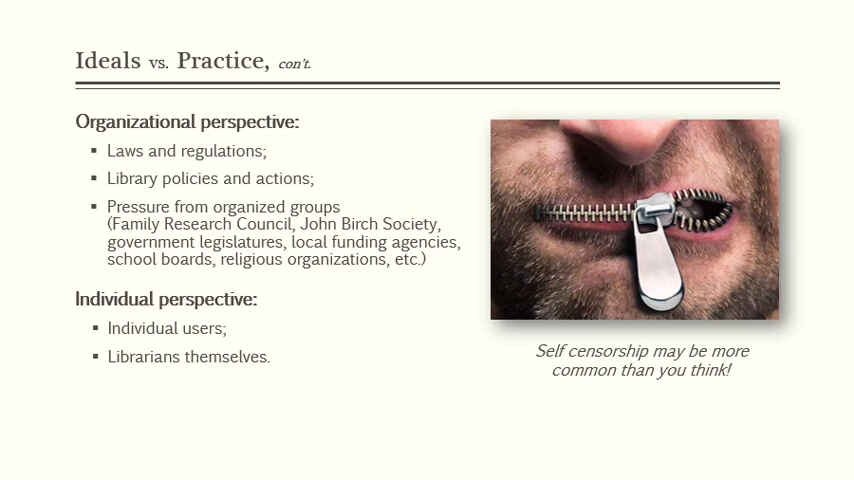 Ideals vs. Practice, con't.
Organizational perspective:
▪ Laws and regulations;
▪ Library policies and actions;
▪ Pressure from organized groups
(Family Research Council, John Birch Society,
government legislatures, local funding agencies,
school boards, religious organizations, etc.)
Individual perspective:
▪ Individual users;
▪ Librarians themselves.
Self censorship may be more
common than you think!